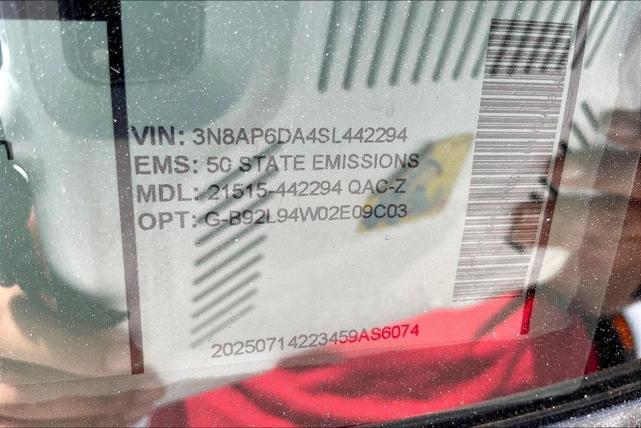 VIN: 3N8AP6DA4SL442294
EMS: 50 STATE EMISSIONS
MDL: 21515-442294 QAC-Z
OPT: G-B92L94W02E09C03
20250714223459AS6074